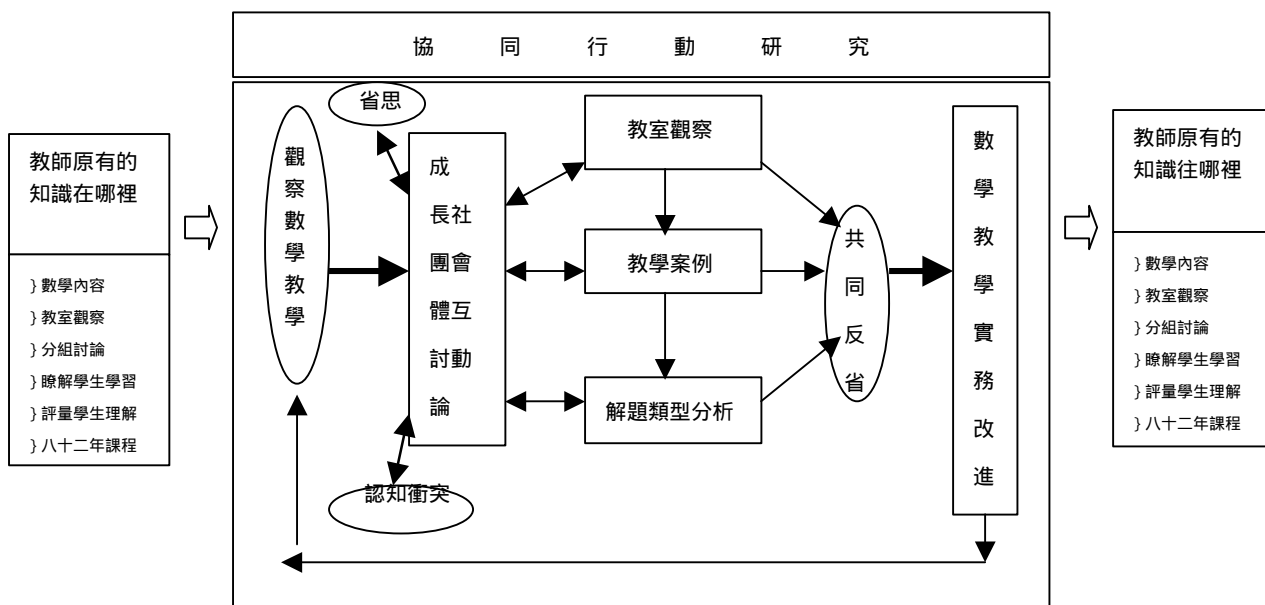 協同行動研究
教師原有的
知識在哪裡
} 數學內容
} 教室觀察
} 分組討論
} 瞭解學生學習
} 評量學生理解
} 八十二年課程
觀察數學教學
省思
成
長社
團會
體互
討動
論
認知衝突
教室觀察
教學案例
解題類型分析
共同反省
數學教學實務改進
教師原有的
知識往哪裡
} 數學內容
} 教室觀察
} 分組討論
} 瞭解學生學習
} 評量學生理解
} 八十二年課程